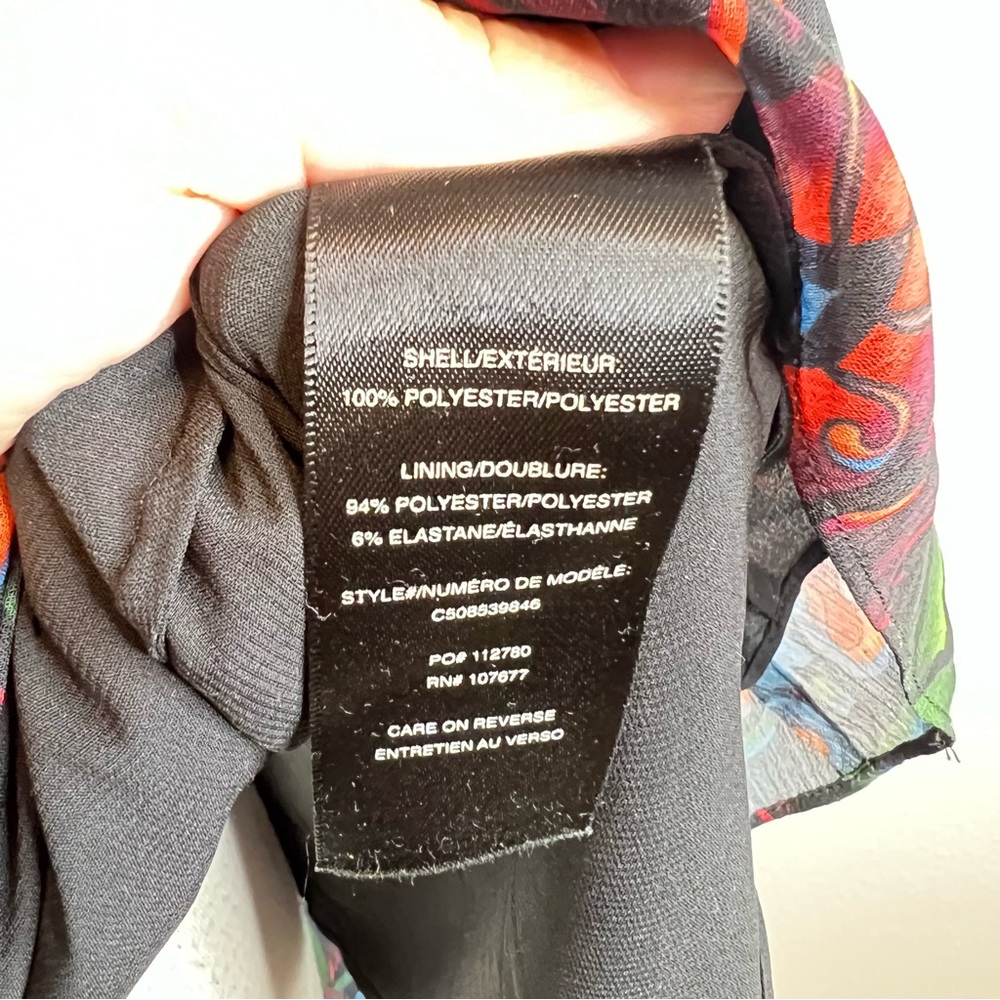 SHELL/EXTÉRIEUR:
100% POLYESTER/POLYESTER
LINING/DOUBLURE:
94% POLYESTER/POLYESTER
6% ELASTANE/ÉLASTHANNE
STYLE#/NUMÉRO DE MODÈLE:
C508539846
PO# 112780
RN# 107677
CARE ON REVERSE
ENTRETIEN AU VERSO